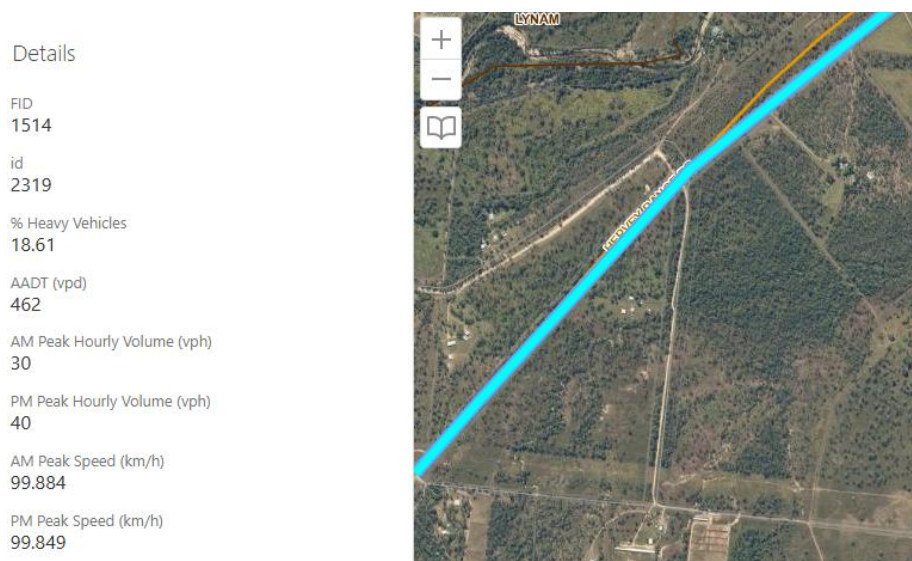 Details
FID
1514
id
2319
% Heavy Vehicles
18.61
AADT (vpd)
462
AM Peak Hourly Volume (vph)
30
PM Peak Hourly Volume (vph)
40
AM Peak Speed (km/h)
99.884
PM Peak Speed (km/h)
99.849
LYNAM